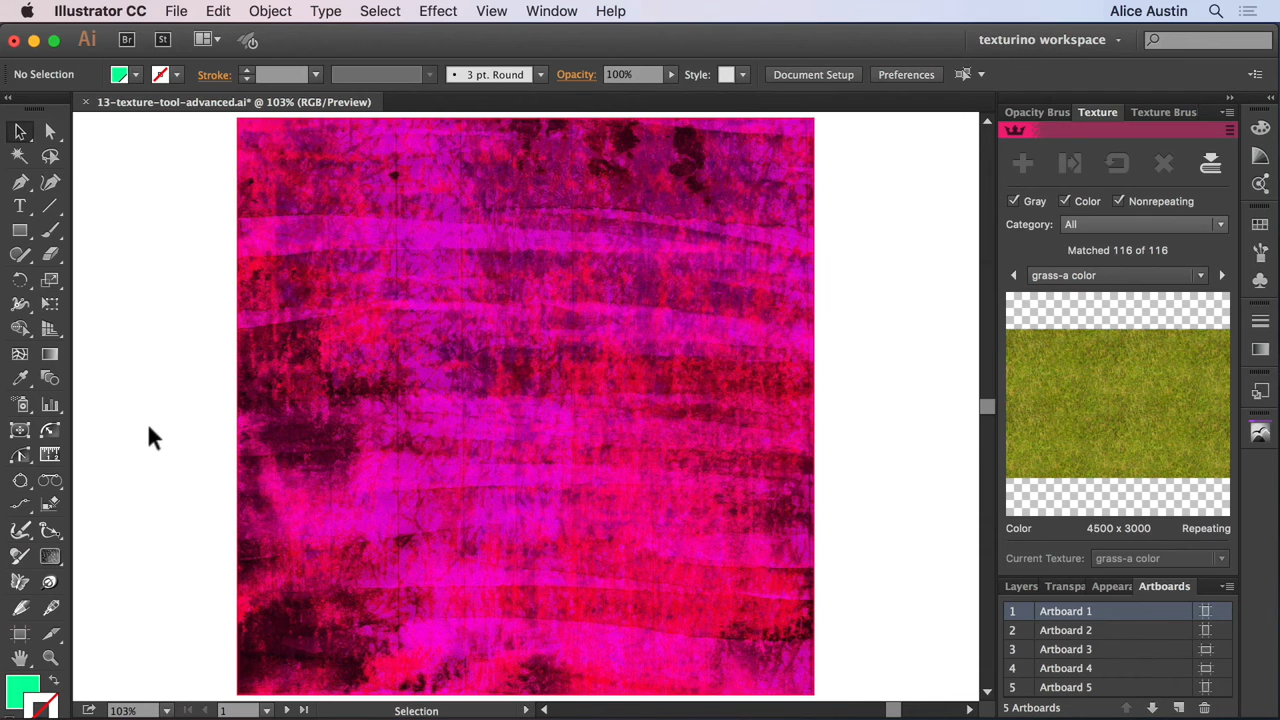 Illustrator CC File Edit Object Type Select Effect View Window Help Alice Austin
Ai Br St texturino workspace
No Selection Stroke: 3 pt. Round Opacity: 100% Style: Document Setup Preferences
13-texture-tool-advanced.ai* @ 103% (RGB/Preview)
Opacity Brus Texture Texture Brus
Gray Color Nonrepeating
Category: All
Matched 116 of 116
grass-a color
Color 4500 x 3000 Repeating
Current Texture: grass-a color
Layers Transpa Appeara Artboards
1 Artboard 1
2 Artboard 2
3 Artboard 3
4 Artboard 4
5 Artboard 5
5 Artboards
103% 1 Selection